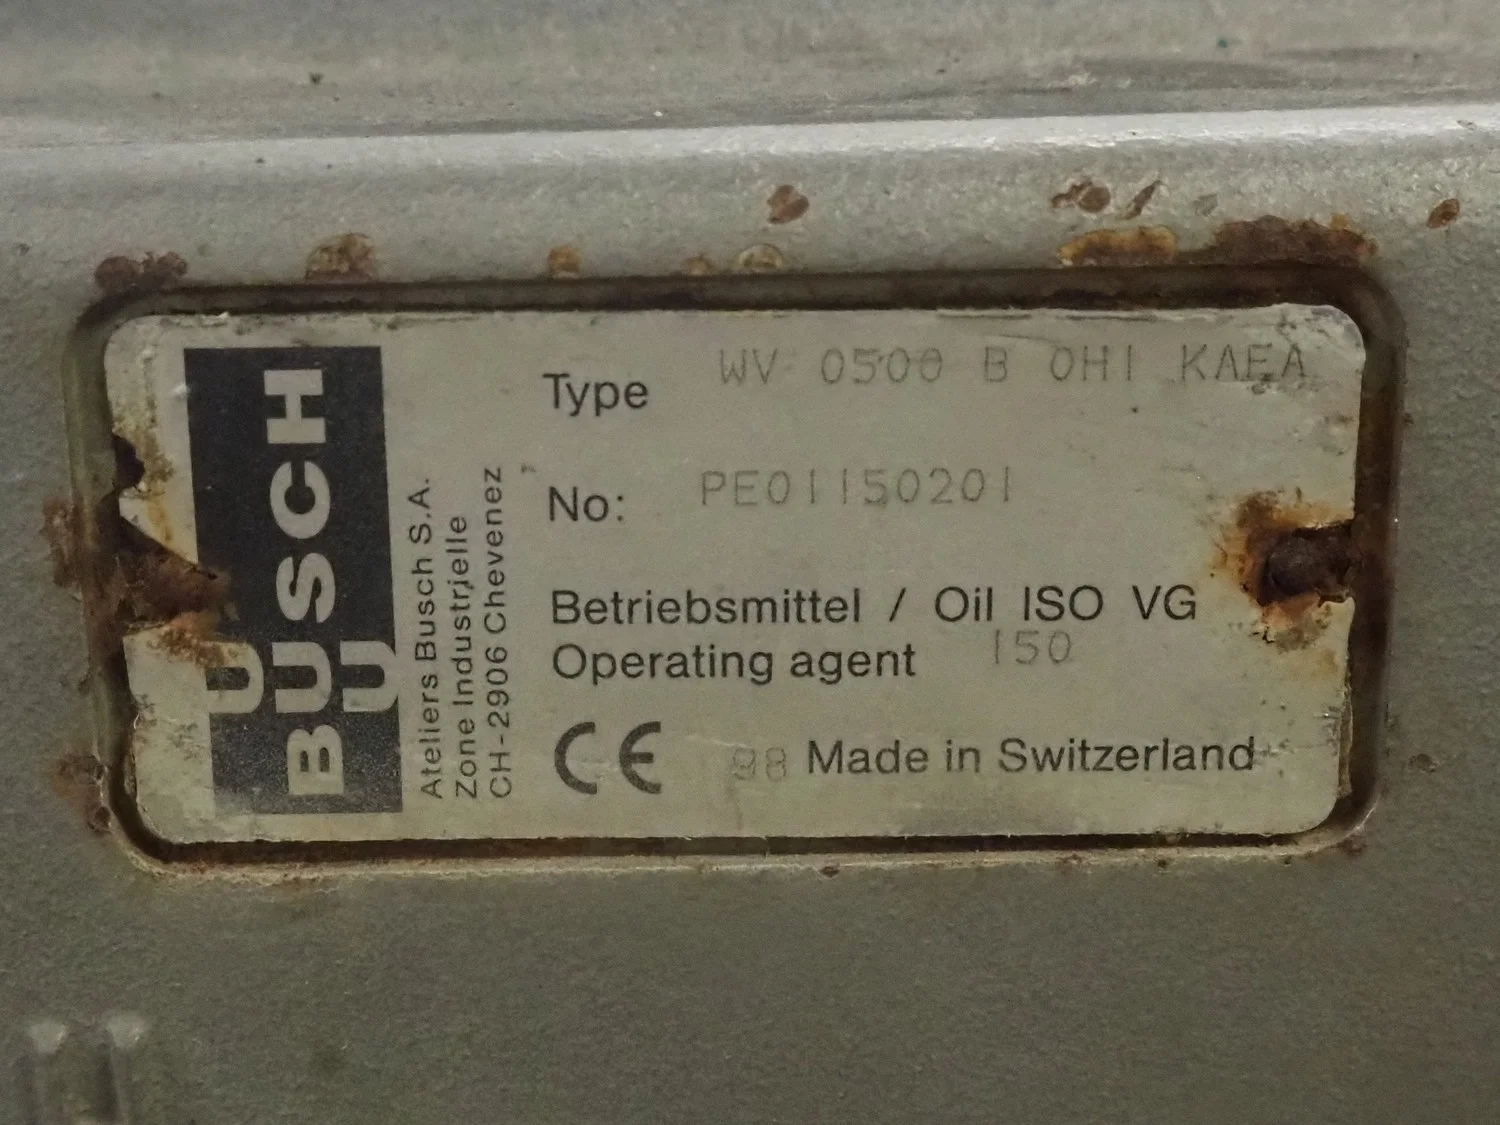 U
BUSCH
U
Ateliers Busch S.A.
Zone Industrielle
CH-2906 Chevenez
Type WV 0500 B 0H1 KAEA
No: PE01150201
Betriebsmittel / Oil ISO VG
Operating agent 150
CE 98 Made in Switzerland